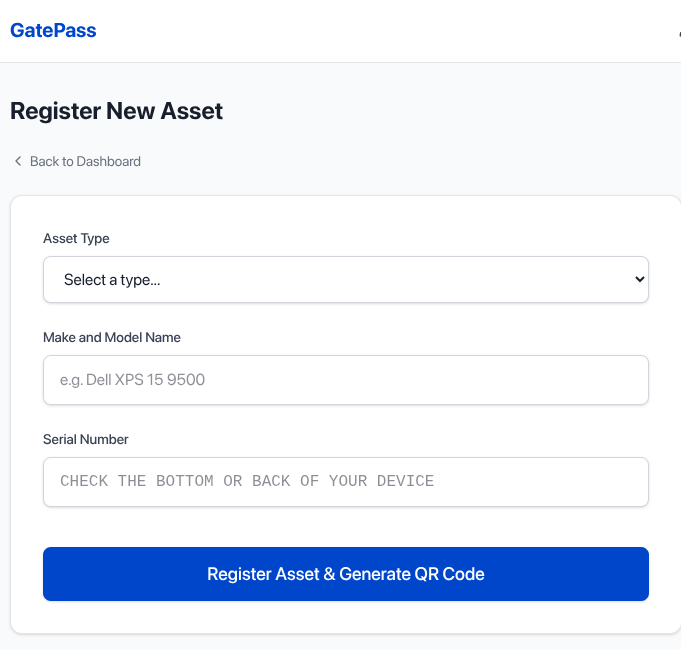 GatePass
Register New Asset
Back to Dashboard
Asset Type
Select a type...
Make and Model Name
e.g. Dell XPS 15 9500
Serial Number
CHECK THE BOTTOM OR BACK OF YOUR DEVICE
Register Asset & Generate QR Code